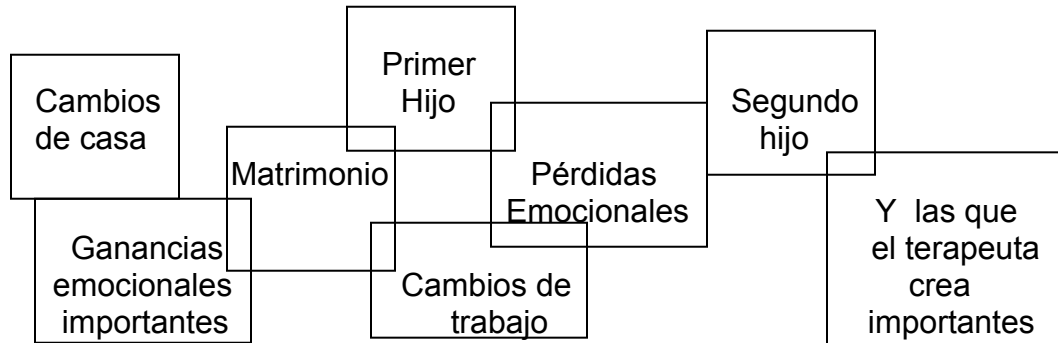 Cambios
de casa
Ganancias
emocionales
importantes
Matrimonio
Primer
Hijo
Cambios de
trabajo
Pérdidas
Emocionales
Segundo
hijo
Y las que
el terapeuta
crea
importantes